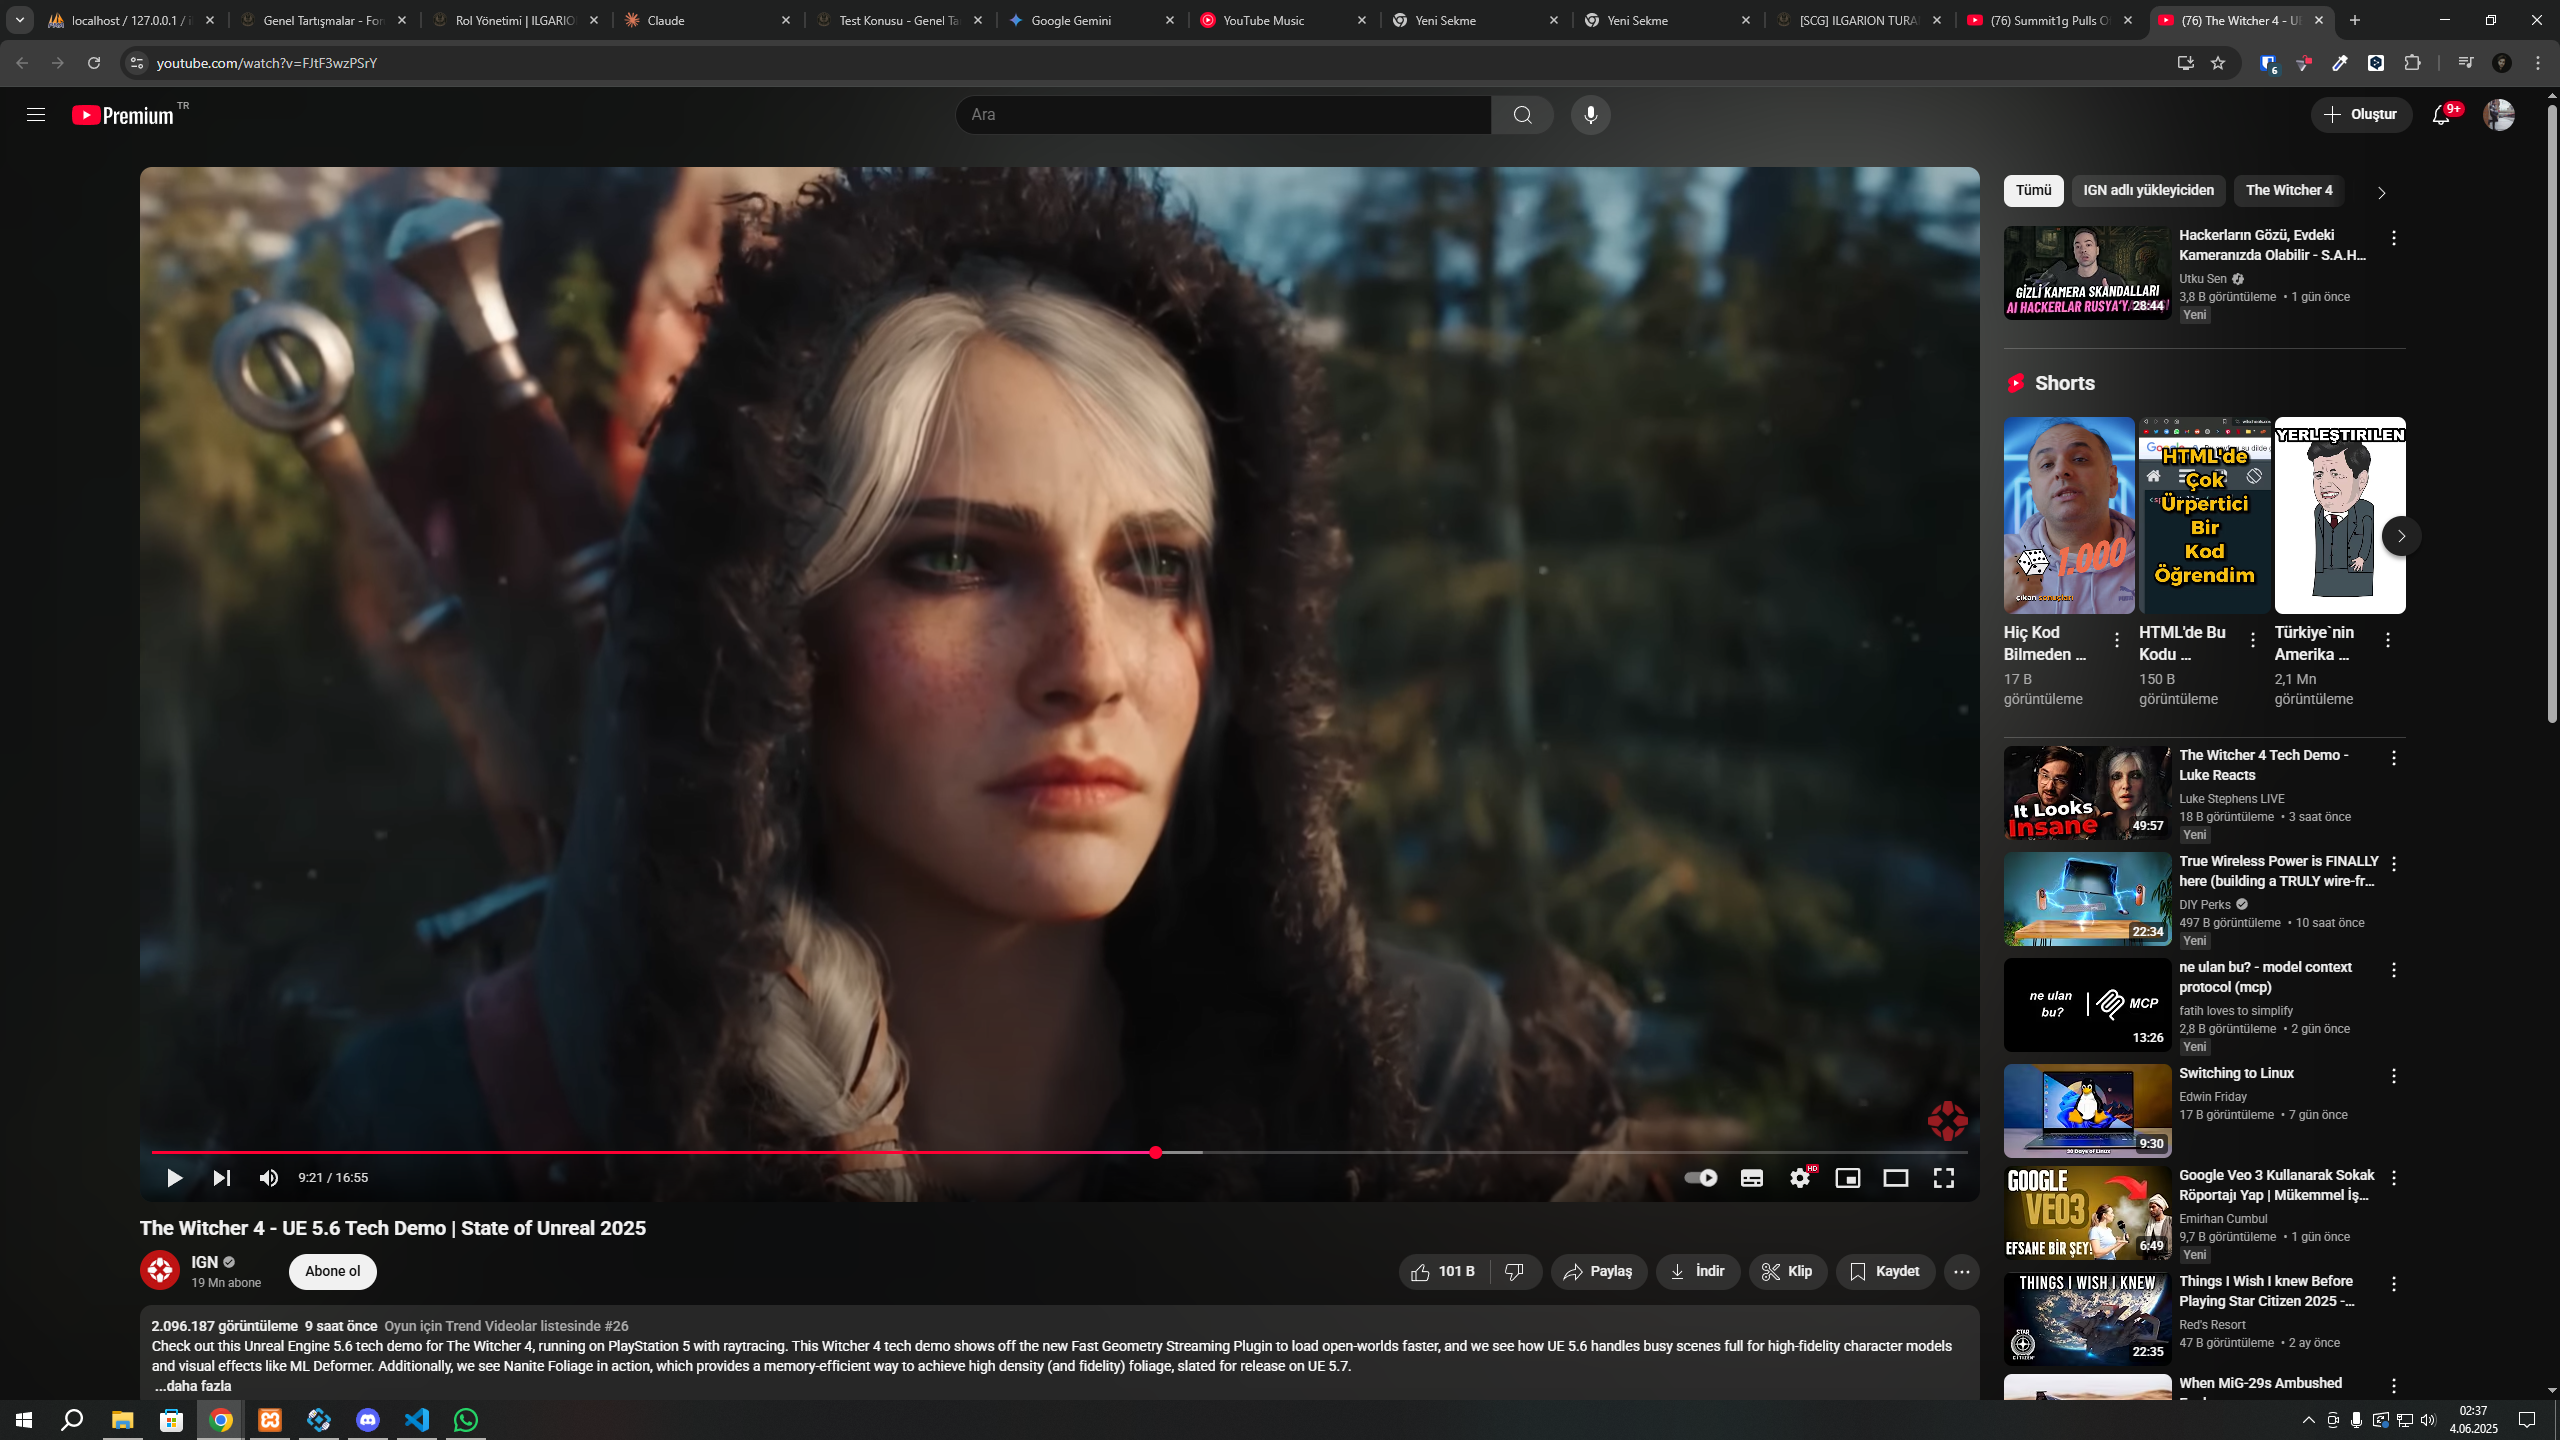 localhost / 127.0.0.1 /
Genel Tartışmalar - For
Rol Yönetimi | ILGARIO
Claude
Test Konusu - Genel Ta
Google Gemini
YouTube Music
Yeni Sekme
Yeni Sekme
[SCG] ILGARION TURA
(76) Summit1g Pulls O
(76) The Witcher 4 - UE
youtube.com/watch?v=FJtF3wzPSrY
6
Premium TR
Ara
Oluştur
9+
Tümü
IGN adlı yükleyiciden
The Witcher 4
GİZLİ KAMERA SKANDALLARI
AI HACKERLAR RUSYA'YA
28:44
Hackerların Gözü, Evdeki
Kameranızda Olabilir - S.A.H...
Utku Sen
3,8 B görüntüleme • 1 gün önce
Yeni
Shorts
1.000
çıkan
HTML'de
Çok
Ürpertici
Bir
Kod
Öğrendim
YERLEŞTIRILEN
Hiç Kod
Bilmeden ...
17 B
görüntüleme
HTML'de Bu
Kodu ...
150 B
görüntüleme
Türkiye`nin
Amerika ...
2,1 Mn
görüntüleme
It Looks
Insane
49:57
The Witcher 4 Tech Demo -
Luke Reacts
Luke Stephens LIVE
18 B görüntüleme • 3 saat önce
Yeni
22:34
True Wireless Power is FINALLY
here (building a TRULY wire-fr...
DIY Perks
497 B görüntüleme • 10 saat önce
Yeni
ne ulan
bu?
MCP
13:26
ne ulan bu? - model context
protocol (mcp)
fatih loves to simplify
2,8 B görüntüleme • 2 gün önce
Yeni
30 Days of Linux
9:30
Switching to Linux
Edwin Friday
17 B görüntüleme • 7 gün önce
GOOGLE
VEO3
EFSANE BİR ŞEY!
6:49
Google Veo 3 Kullanarak Sokak
Röportajı Yap | Mükemmel İş...
Emirhan Cumbul
9,7 B görüntüleme • 1 gün önce
Yeni
THINGS I WISH I KNEW
STAR CITIZEN
22:35
Things I Wish I knew Before
Playing Star Citizen 2025 -...
Red's Resort
47 B görüntüleme • 2 ay önce
When MiG-29s Ambushed
9:21 / 16:55
HD
The Witcher 4 - UE 5.6 Tech Demo | State of Unreal 2025
IGN
19 Mn abone
Abone ol
101 B
Paylaş
İndir
Klip
Kaydet
2.096.187 görüntüleme 9 saat önce Oyun için Trend Videolar listesinde #26
Check out this Unreal Engine 5.6 tech demo for The Witcher 4, running on PlayStation 5 with raytracing. This Witcher 4 tech demo shows off the new Fast Geometry Streaming Plugin to load open-worlds faster, and we see how UE 5.6 handles busy scenes full for high-fidelity character models
and visual effects like ML Deformer. Additionally, we see Nanite Foliage in action, which provides a memory-efficient way to achieve high density (and fidelity) foliage, slated for release on UE 5.7.
...daha fazla
02:37
4.06.2025